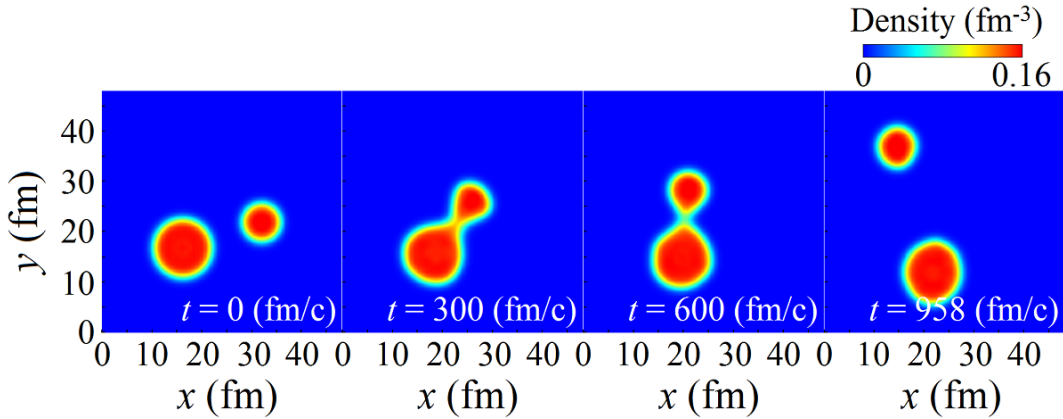 Density (fm⁻³)
0 0.16
40
30
20
10
0
y (fm)
t = 0 (fm/c) t = 300 (fm/c) t = 600 (fm/c) t = 958 (fm/c)
0 10 20 30 40 0 10 20 30 40 0 10 20 30 40 0 10 20 30 40
x (fm) x (fm) x (fm) x (fm)